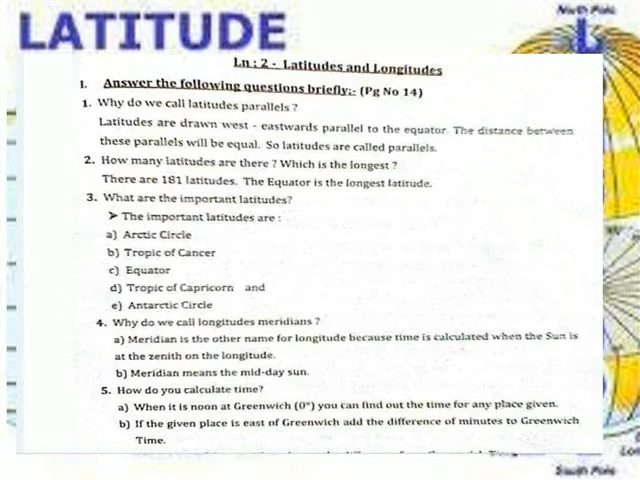 LATITUDE
North Pole
Ln : 2 - Latitudes and Longitudes
I. Answer the following questions briefly:- (Pg No 14)
1. Why do we call latitudes parallels ?
Latitudes are drawn west - eastwards parallel to the equator. The distance between
these parallels will be equal. So latitudes are called parallels.
2. How many latitudes are there ? Which is the longest ?
There are 181 latitudes. The Equator is the longest latitude.
3. What are the important latitudes?
➤ The important latitudes are :
a) Arctic Circle
b) Tropic of Cancer
c) Equator
d) Tropic of Capricorn and
e) Antarctic Circle
4. Why do we call longitudes meridians ?
a) Meridian is the other name for longitude because time is calculated when the Sun is
at the zenith on the longitude.
b) Meridian means the mid-day sun.
5. How do you calculate time?
a) When it is noon at Greenwich (0°) you can find out the time for any place given.
b) If the given place is east of Greenwich add the difference of minutes to Greenwich
Time.
South Pole